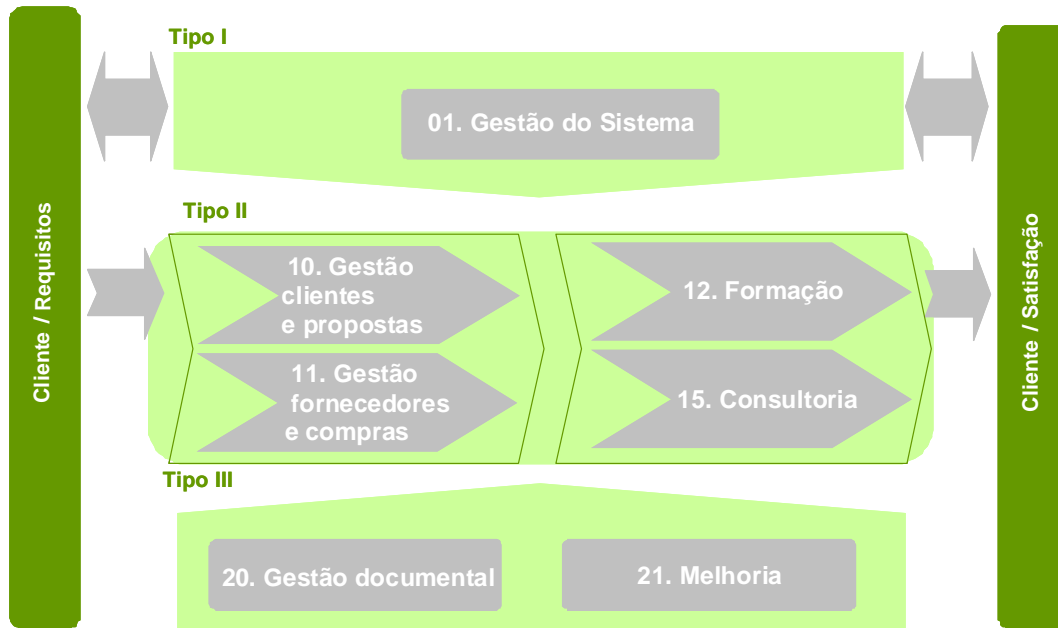 Tipo I
01. Gestão do Sistema
Cliente / Requisitos
Tipo II
10. Gestão
clientes
e propostas
12. Formação
11. Gestão
fornecedores
e compras
15. Consultoria
Cliente / Satisfação
Tipo III
20. Gestão documental
21. Melhoria